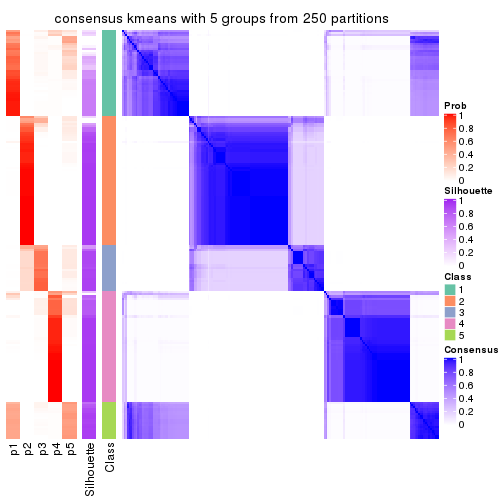 consensus kmeans with 5 groups from 250 partitions
Prob
1
0.8
0.6
0.4
0.2
0
Silhouette
1
0.8
0.6
0.4
0.2
0
Class
1
2
3
4
5
Consensus
1
0.8
0.6
0.4
0.2
0
p1
p2
p3
p4
p5
Silhouette
Class